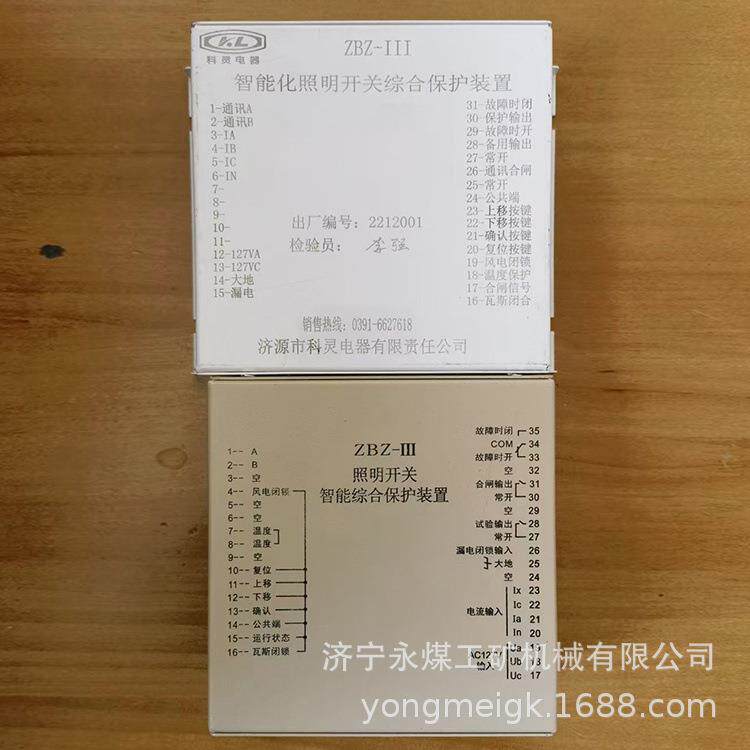 KL
科灵电器
ZBZ-III
智能化照明开关综合保护装置
1-通讯A
2-通讯B
3-IA
4-IB
5-IC
6-IN
7-
8-
9-
10-
11-
12-127VA
13-127VC
14-大地
15-漏电
出厂编号：2212001
检验员：李强
31-故障时闭
30-保护输出
29-故障时开
28-备用输出
27-常开
26-通讯合闸
25-常开
24-公共端
23-上移按键
22-下移按键
21-确认按键
20-复位按键
19-风电闭锁
18-温度保护
17-合闸信号
16-瓦斯闭合
销售热线：0391-6627618
济源市科灵电器有限责任公司
ZBZ-III
照明开关
智能综合保护装置
1-- A
2-- B
3-- 空
4-- 风电闭锁
5-- 空
6-- 空
7-- 温度
8-- 温度
9-- 空
10-- 复位
11-- 上移
12-- 下移
13-- 确认
14-- 公共端
15-- 运行状态
16-- 瓦斯闭锁
故障时闭 35
COM 34
故障时开 33
空 32
合闸输出 31
常开 30
空 29
试验输出 28
常开 27
漏电闭锁输入 26
大地 25
空 24
电流输入
Ix 23
Ic 22
Ia 21
In 20
Ua 19
Ub 18
Uc 17
输入
济宁永煤工矿机械有限公司
yongmeigk.1688.com